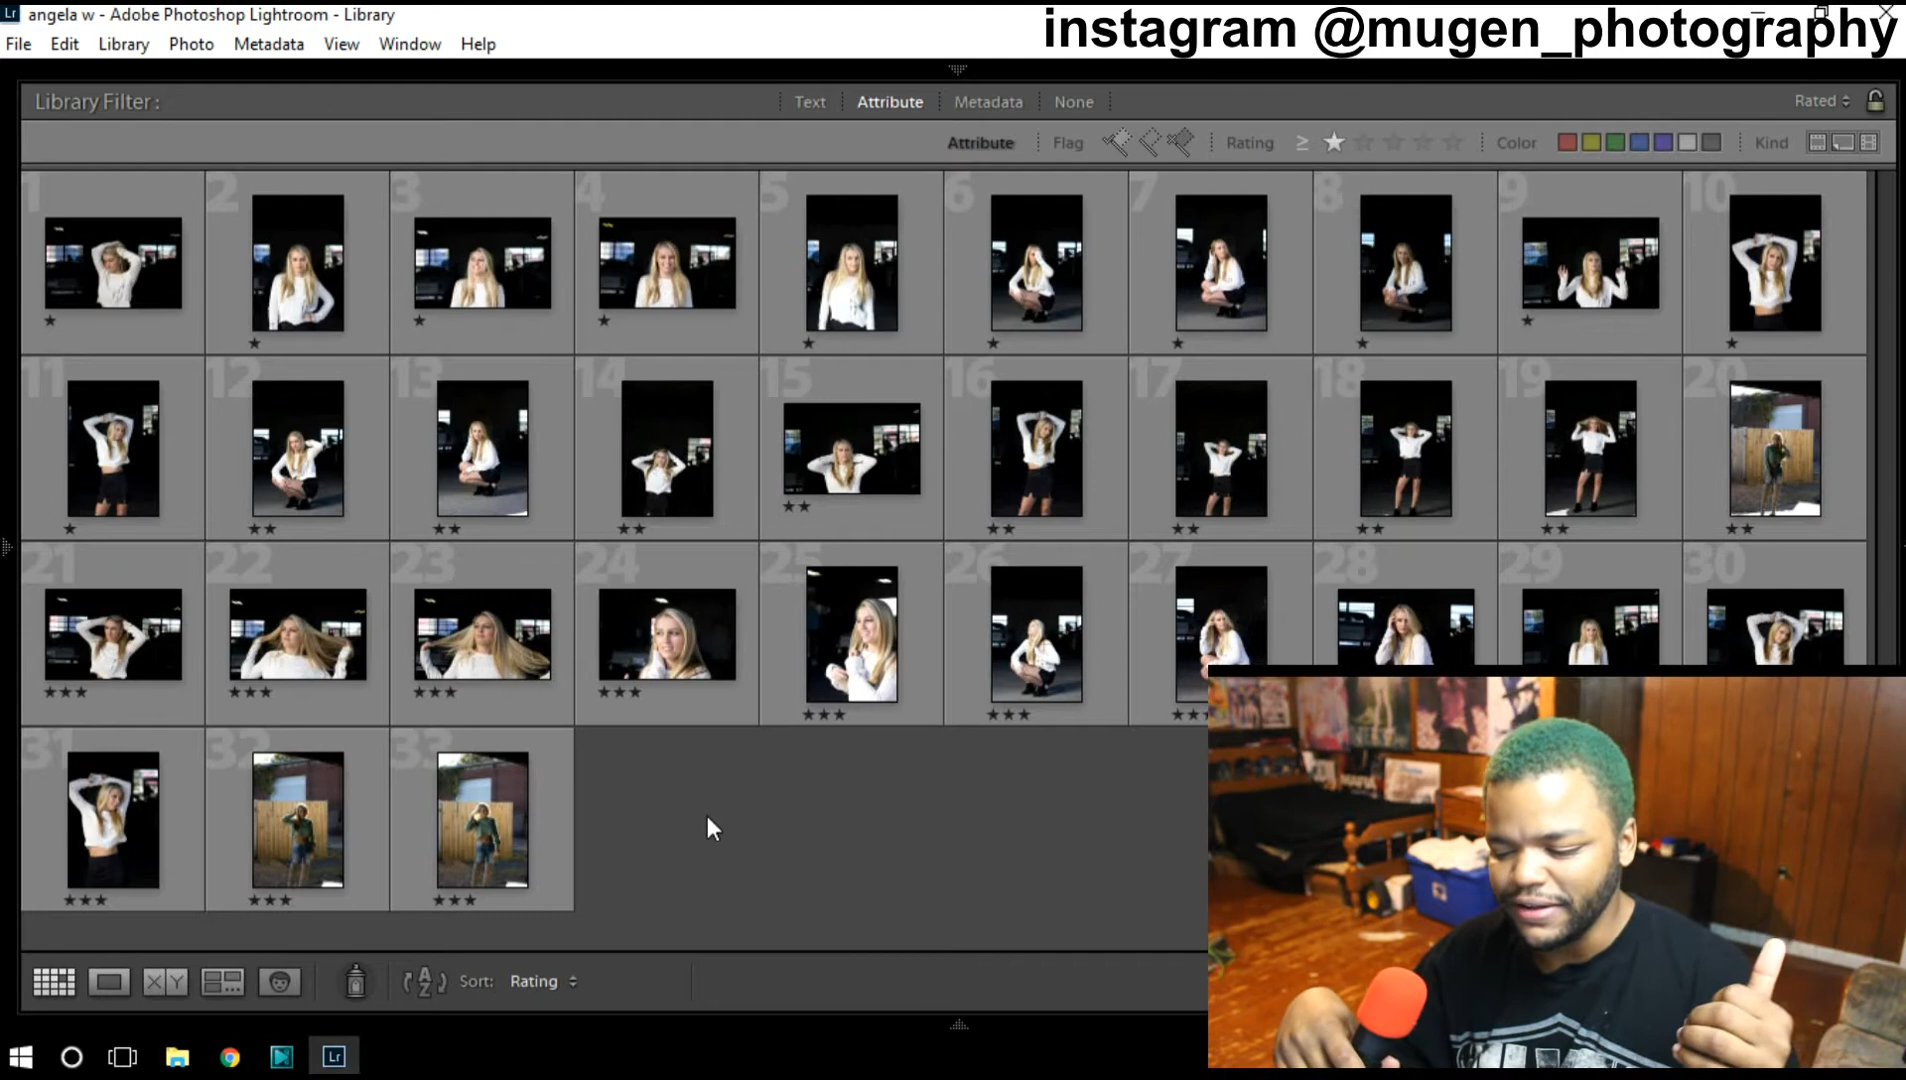 angela w - Adobe Photoshop Lightroom - Library
instagram @mugen_photography
File Edit Library Photo Metadata View Window Help
Library Filter : Text Attribute Metadata None Rated
Attribute Flag Rating ≥ ★ Color Kind
1 2 3 4 5 6 7 8 9 10
11 12 13 14 15 16 17 18 19 20
21 22 23 24 25 26 27 28 29 30
31 32 33
XY A Z Sort: Rating
Lr